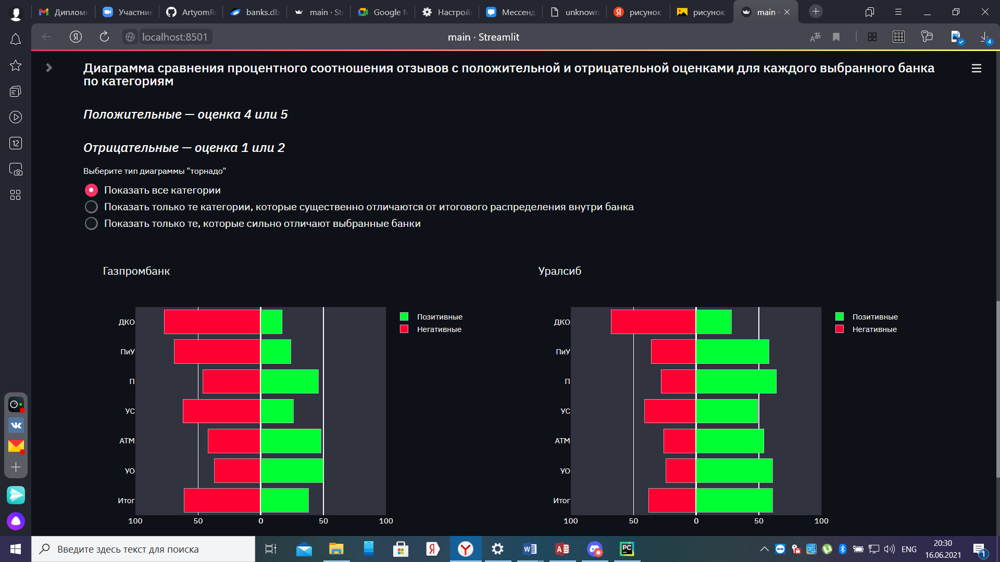 Диплом
Участник
ArtyomR
banks.db
main · St
Google M
Настрой
Мессенд
unknown
рисунок
рисунок
main ·
localhost:8501
main · Streamlit
4
Диаграмма сравнения процентного соотношения отзывов с положительной и отрицательной оценками для каждого выбранного банка
по категориям
Положительные — оценка 4 или 5
Отрицательные — оценка 1 или 2
Выберите тип диаграммы "торнадо"
Показать все категории
Показать только те категории, которые существенно отличаются от итогового распределения внутри банка
Показать только те, которые сильно отличают выбранные банки
12
Газпромбанк
ДКО
ПиУ
П
УС
АТМ
УО
Итог
100 50 0 50 100
Позитивные
Негативные
Уралсиб
ДКО
ПиУ
П
УС
АТМ
УО
Итог
100 50 0 50 100
Позитивные
Негативные
Введите здесь текст для поиска
ENG
20:30
16.06.2021
1